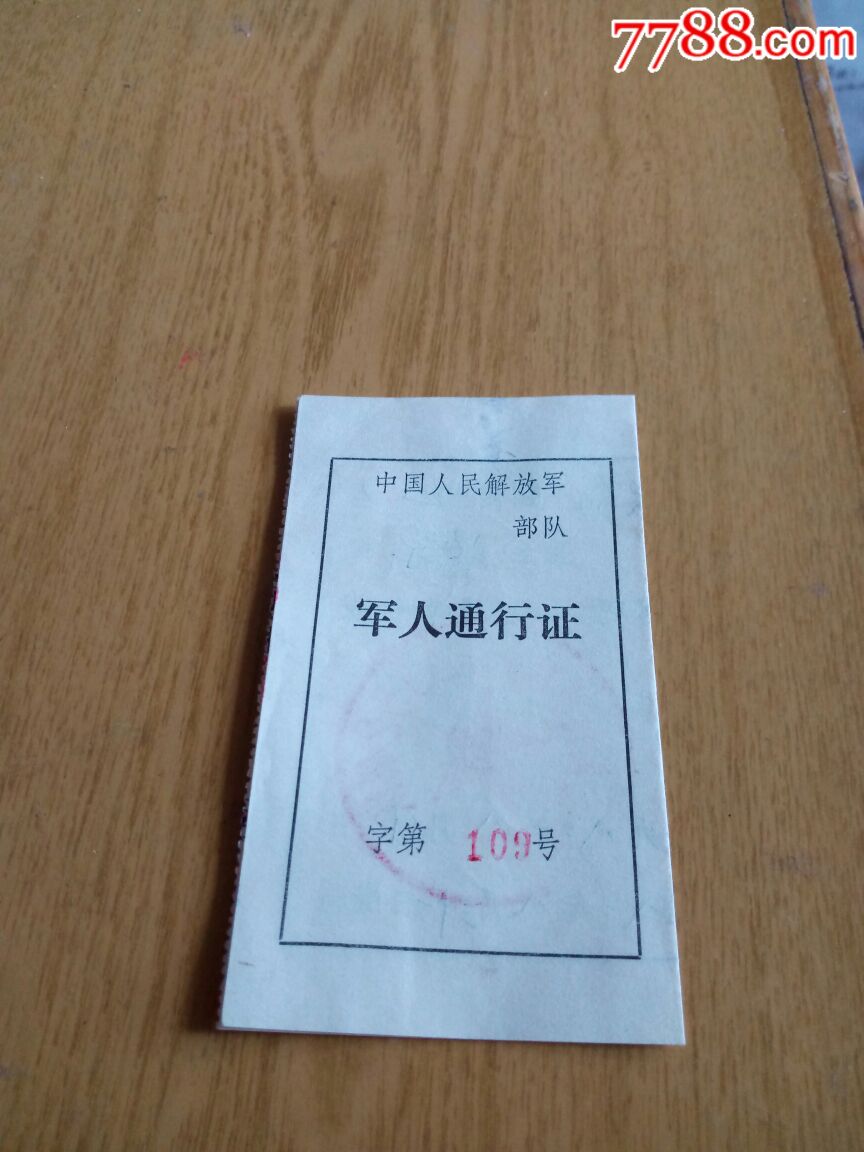 7788.com
中国人民解放军
部队
军人通行证
字第 109号